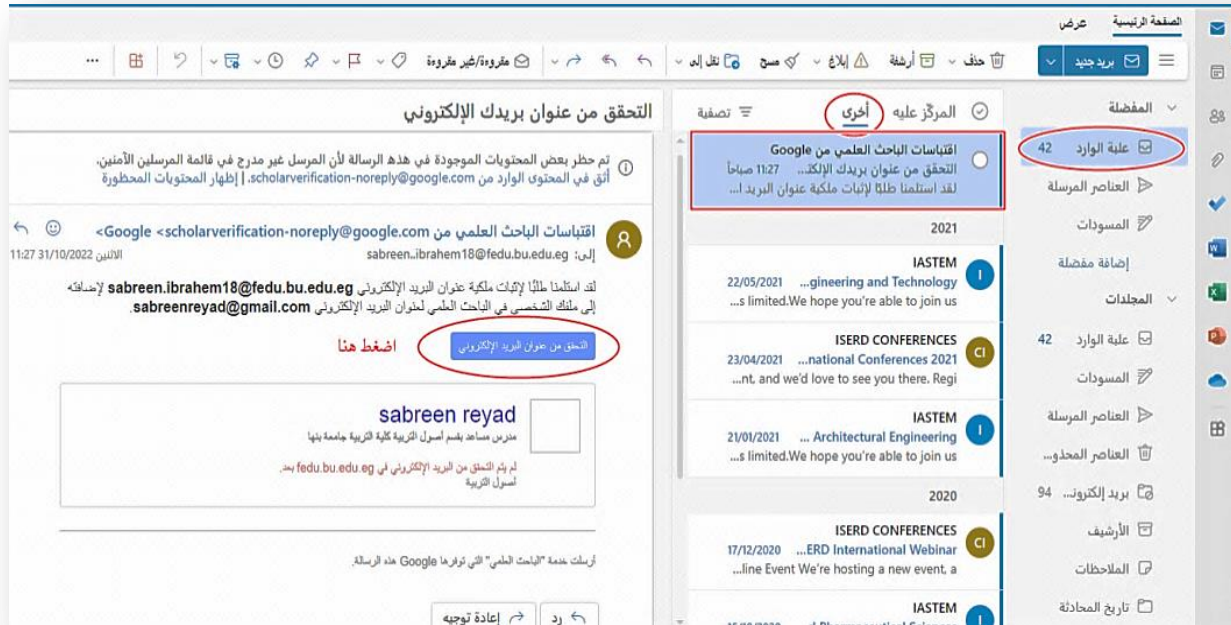 الصفحة الرئيسية عرض
بريد جديد حذف أرشفة إبلاغ مسح نقل إلى مقروءة/غير مقروءة ...
المفضلة
علبة الوارد 42
العناصر المرسلة
المسودات
إضافة مفضلة
المجلدات
علبة الوارد 42
المسودات
العناصر المرسلة
العناصر المحذو...
بريد إلكترونـ... 94
الأرشيف
الملاحظات
تاريخ المحادثة
المركّز عليه أخرى تصفية
اقتباسات الباحث العلمي من Google
التحقق من عنوان بريدك الإلكتـ... 11:27 صباحاً
لقد استلمنا طلبًا لإثبات ملكية عنوان البريد ا...
2021
I
IASTEM
22/05/2021 ...gineering and Technology
...s limited.We hope you're able to join us
CI
ISERD CONFERENCES
23/04/2021 ...national Conferences 2021
...nt, and we'd love to see you there. Regi
I
IASTEM
21/01/2021 ... Architectural Engineering
...s limited.We hope you're able to join us
2020
CI
ISERD CONFERENCES
17/12/2020 ...ERD International Webinar
...line Event We're hosting a new event, a
I
IASTEM
التحقق من عنوان بريدك الإلكتروني
تم حظر بعض المحتويات الموجودة في هذه الرسالة لأن المرسل غير مدرج في قائمة المرسلين الآمنين.
أثق في المحتوى الوارد من scholarverification-noreply@google.com. | إظهار المحتويات المحظورة
A
اقتباسات الباحث العلمي من Google <scholarverification-noreply@google.com>
إلى: sabreen..ibrahem18@fedu.bu.edu.eg
الاثنين 31/10/2022 11:27
لقد استلمنا طلبًا لإثبات ملكية عنوان البريد الإلكتروني sabreen.ibrahem18@fedu.bu.edu.eg لإضافته
إلى ملفك الشخصي في الباحث العلمي لعنوان البريد الإلكتروني sabreenreyad@gmail.com.
التحقق من عنوان البريد الإلكتروني اضغط هنا
sabreen reyad
مدرس مساعد بقسم أصول التربية كلية التربية جامعة بنها
لم يتم التحقق من البريد الإلكتروني في fedu.bu.edu.eg بعد.
أصول التربية
أرسلت خدمة "الباحث العلمي" التي توفرها Google هذه الرسالة.
رد إعادة توجيه